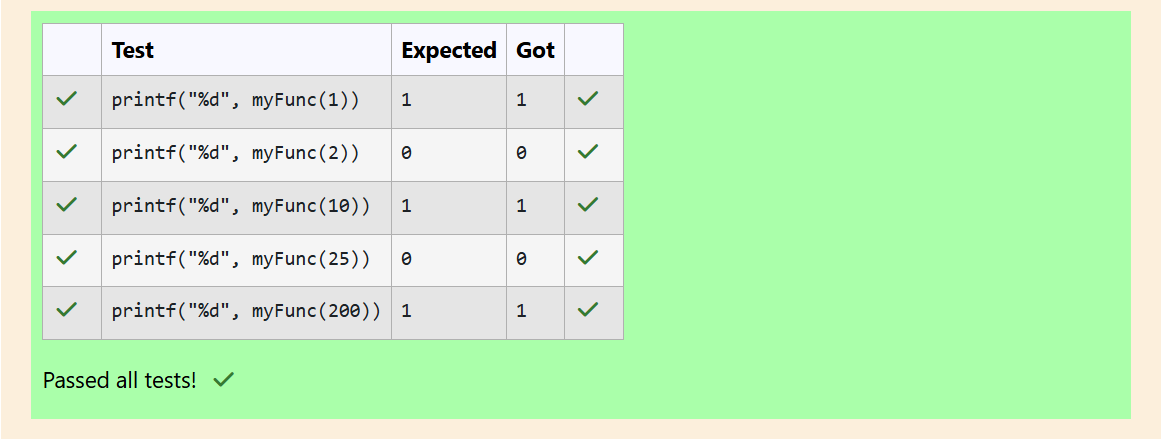 Test Expected Got
printf("%d", myFunc(1)) 1 1
printf("%d", myFunc(2)) 0 0
printf("%d", myFunc(10)) 1 1
printf("%d", myFunc(25)) 0 0
printf("%d", myFunc(200)) 1 1
Passed all tests!